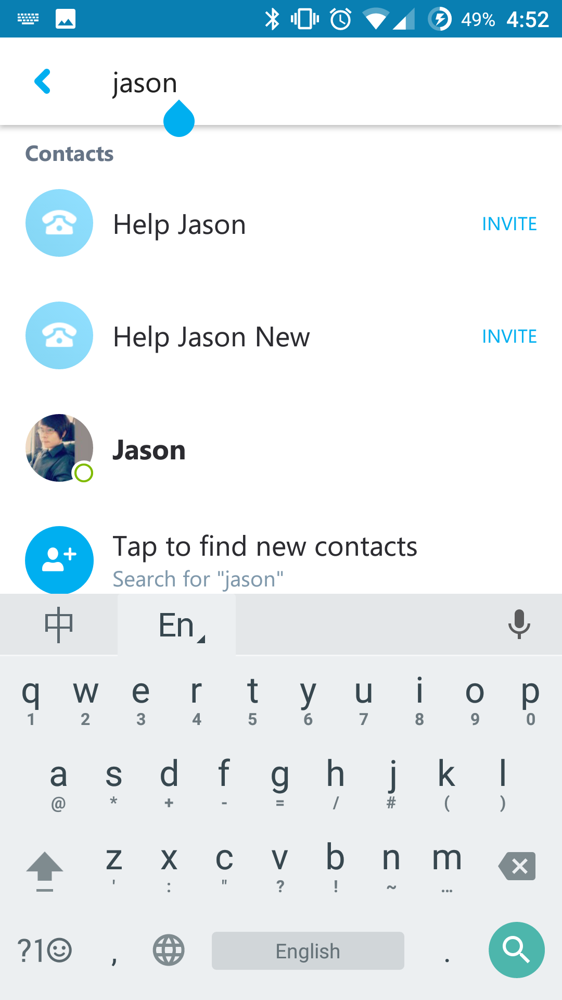 49% 4:52
jason
Contacts
Help Jason INVITE
Help Jason New INVITE
Jason
Tap to find new contacts
Search for "jason"
中 En
q w e r t y u i o p
1 2 3 4 5 6 7 8 9 0
a s d f g h j k l
@ * + - = / # ( )
z x c v b n m
' : " ? ! ~ …
?1☺ , English .